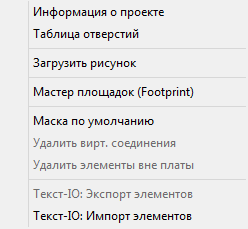 Информация о проекте
Таблица отверстий
Загрузить рисунок
Мастер площадок (Footprint)
Маска по умолчанию
Удалить вирт. соединения
Удалить элементы вне платы
Текст-IO: Экспорт элементов
Текст-IO: Импорт элементов